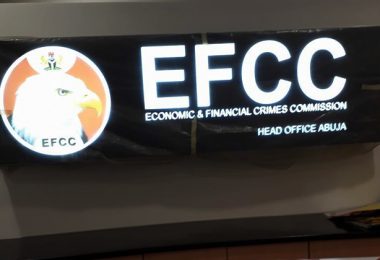 EFCC
ECONOMIC & FINANCIAL CRIMES COMMISSION
HEAD OFFICE ABUJA
EFCC